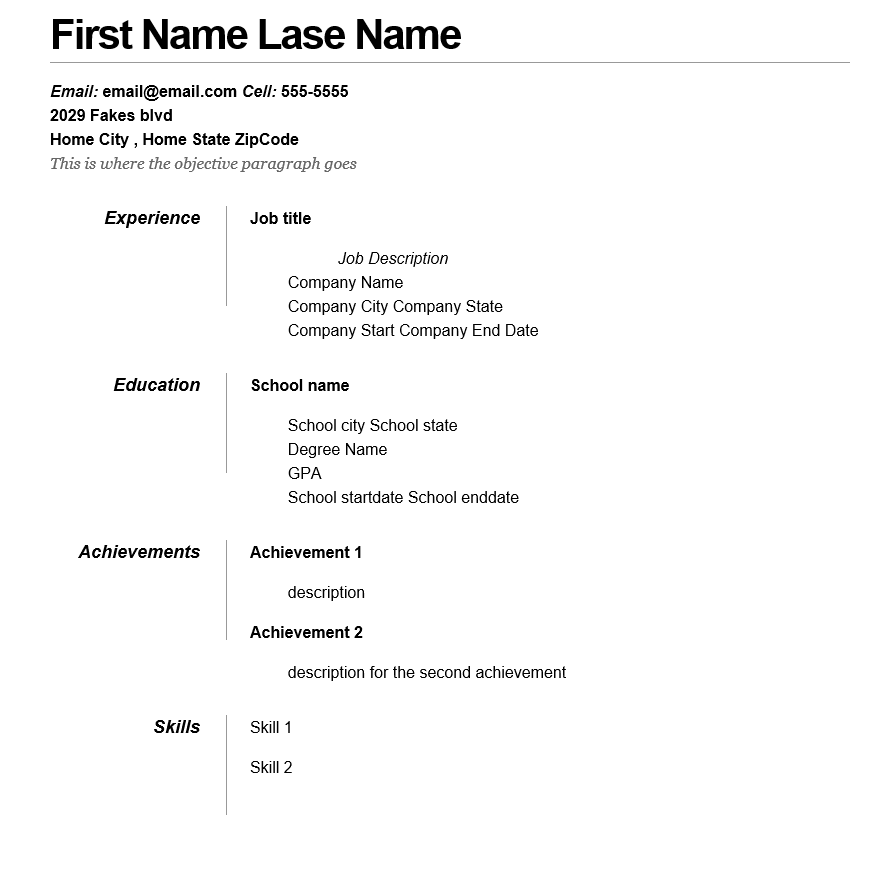 First Name Lase Name
Email: email@email.com Cell: 555-5555
2029 Fakes blvd
Home City , Home State ZipCode
This is where the objective paragraph goes
Experience
Job title
Job Description
Company Name
Company City Company State
Company Start Company End Date
Education
School name
School city School state
Degree Name
GPA
School startdate School enddate
Achievements
Achievement 1
description
Achievement 2
description for the second achievement
Skills
Skill 1
Skill 2